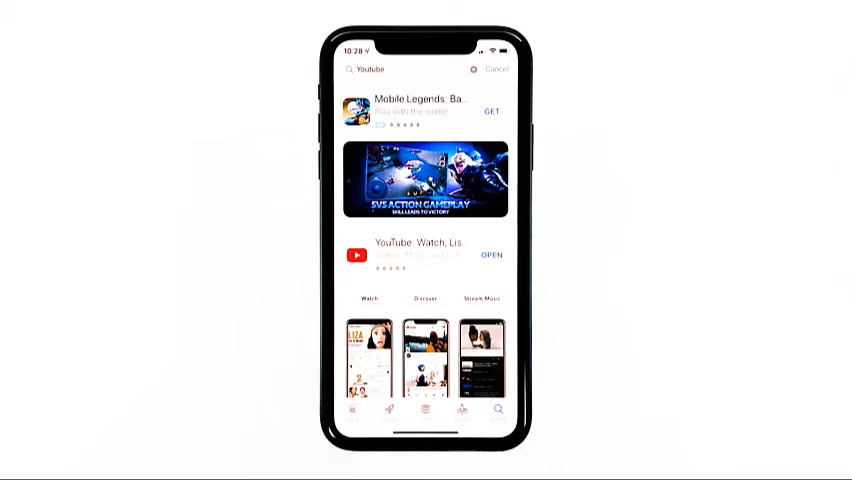 10:28
Youtube
Cancel
Mobile Legends: Ba...
Play with the world!
GET
5V5 ACTION GAMEPLAY
SKILL LEADS TO VICTORY
YouTube Watch, Lis...
OPEN
Watch
Discover
Stream Music
LIZA